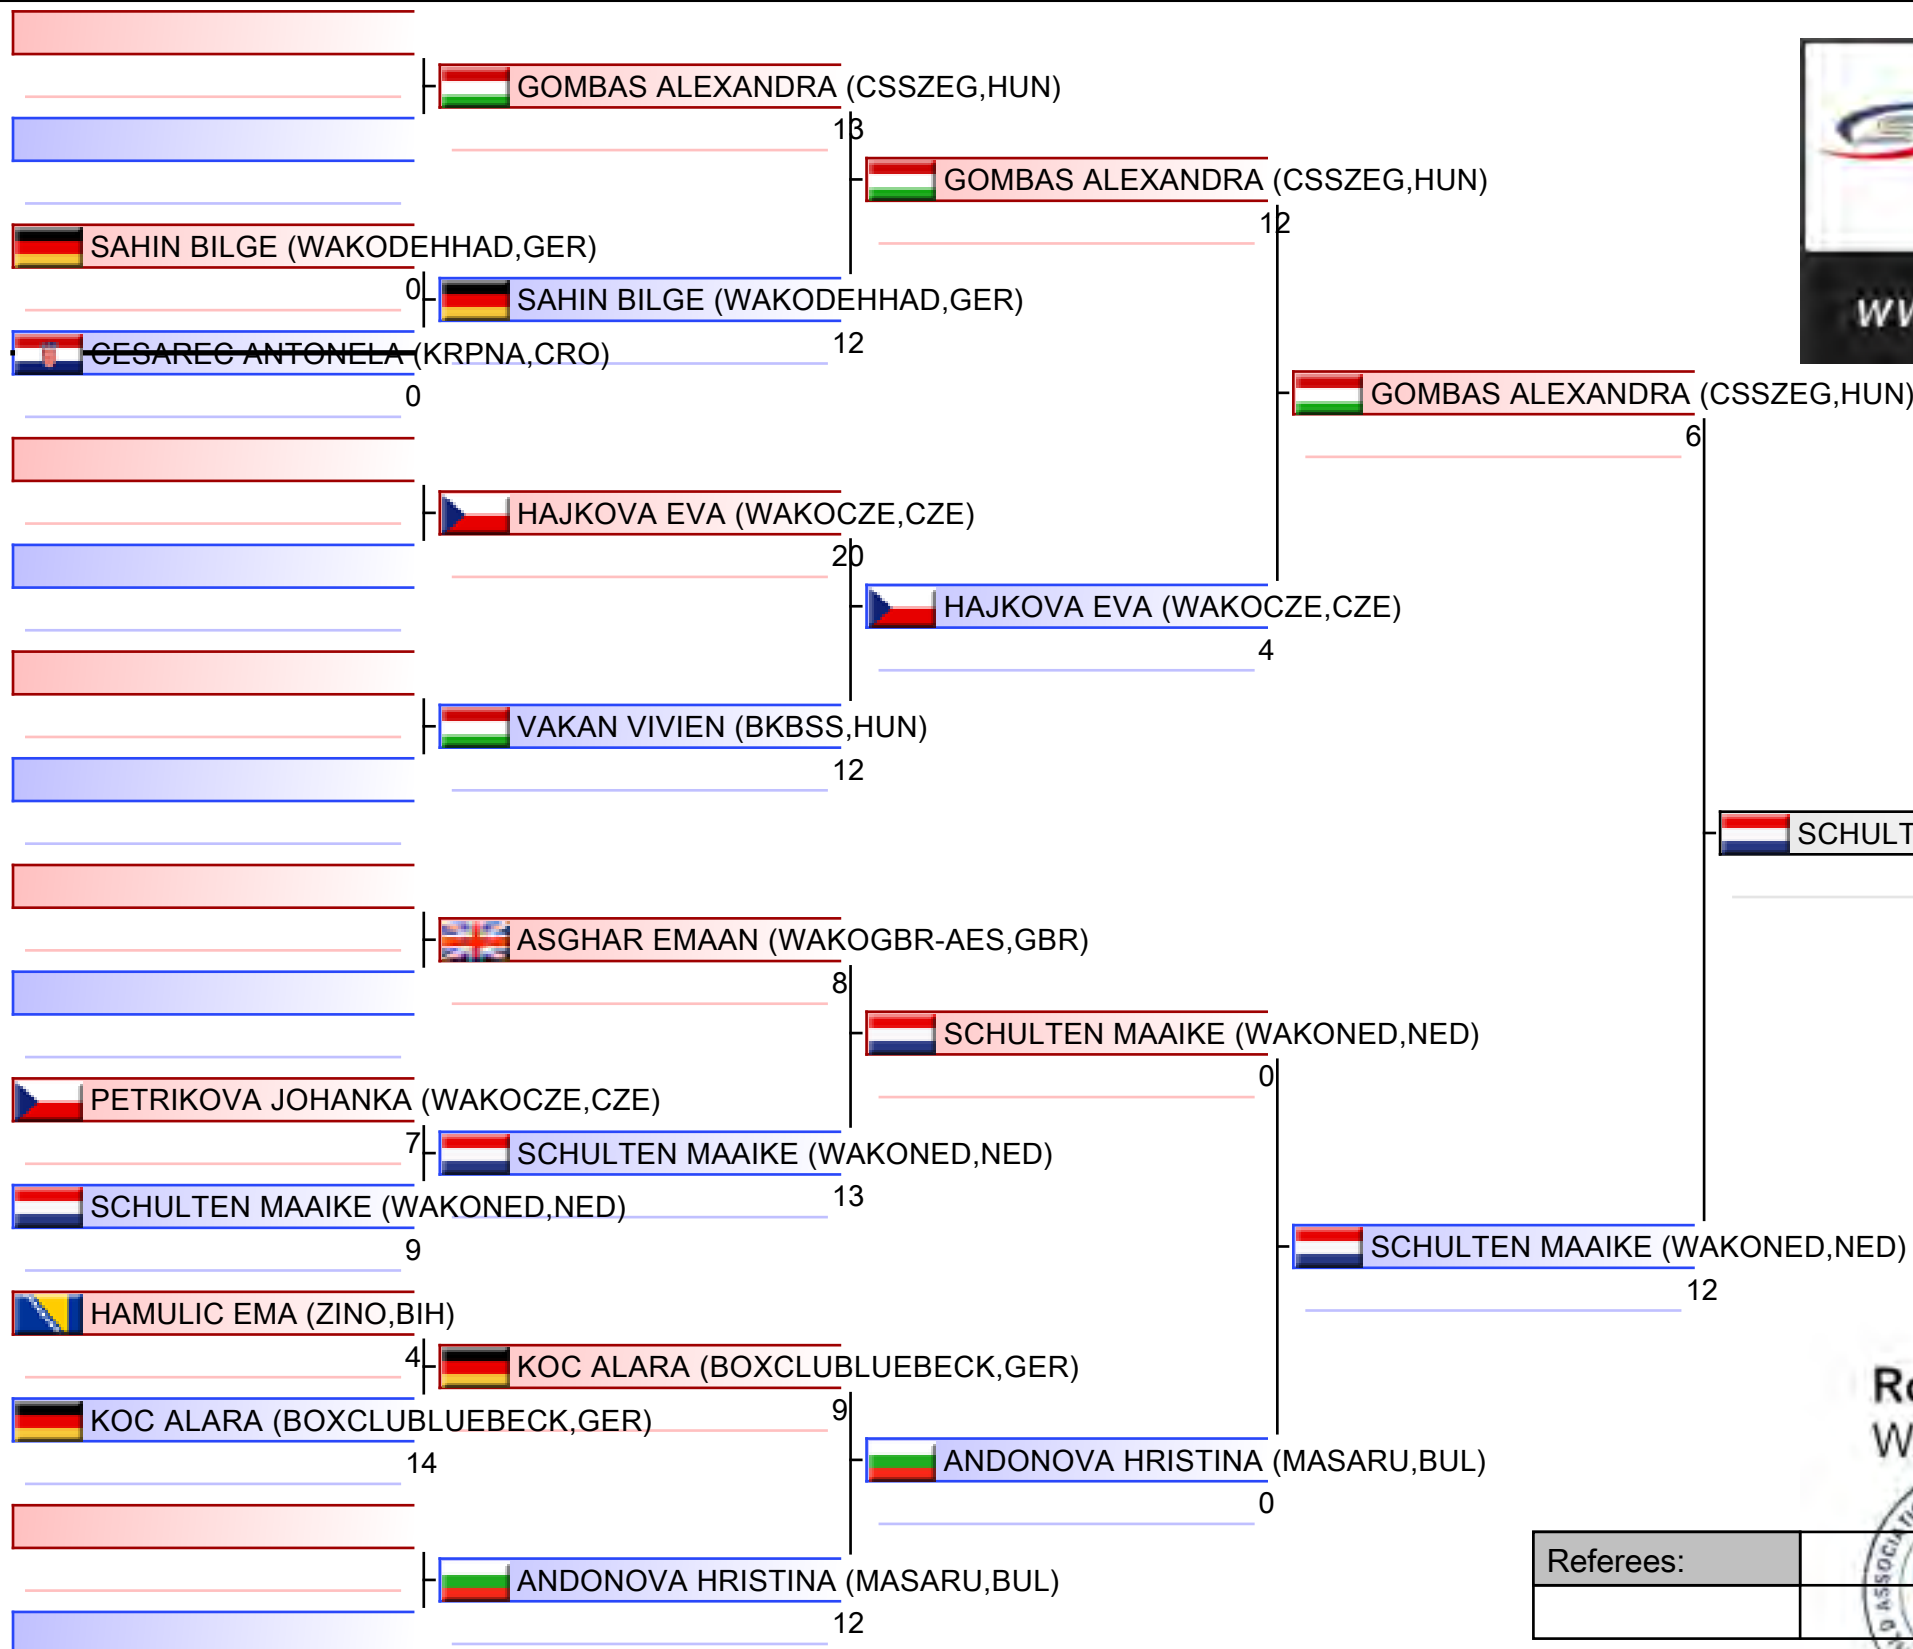 GOMBAS ALEXANDRA (CSSZEG,HUN)
13
GOMBAS ALEXANDRA (CSSZEG,HUN)
12
SAHIN BILGE (WAKODEHHAD,GER)
0
SAHIN BILGE (WAKODEHHAD,GER)
12
CESAREC ANTONELA (KRPNA,CRO)
0
GOMBAS ALEXANDRA (CSSZEG,HUN)
6
HAJKOVA EVA (WAKOCZE,CZE)
20
HAJKOVA EVA (WAKOCZE,CZE)
4
VAKAN VIVIEN (BKBSS,HUN)
12
SCHULT
ASGHAR EMAAN (WAKOGBR-AES,GBR)
8
SCHULTEN MAAIKE (WAKONED,NED)
0
PETRIKOVA JOHANKA (WAKOCZE,CZE)
7
SCHULTEN MAAIKE (WAKONED,NED)
13
SCHULTEN MAAIKE (WAKONED,NED)
9
SCHULTEN MAAIKE (WAKONED,NED)
12
HAMULIC EMA (ZINO,BIH)
4
KOC ALARA (BOXCLUBLUEBECK,GER)
9
KOC ALARA (BOXCLUBLUEBECK,GER)
14
ANDONOVA HRISTINA (MASARU,BUL)
0
ANDONOVA HRISTINA (MASARU,BUL)
12
Referees: